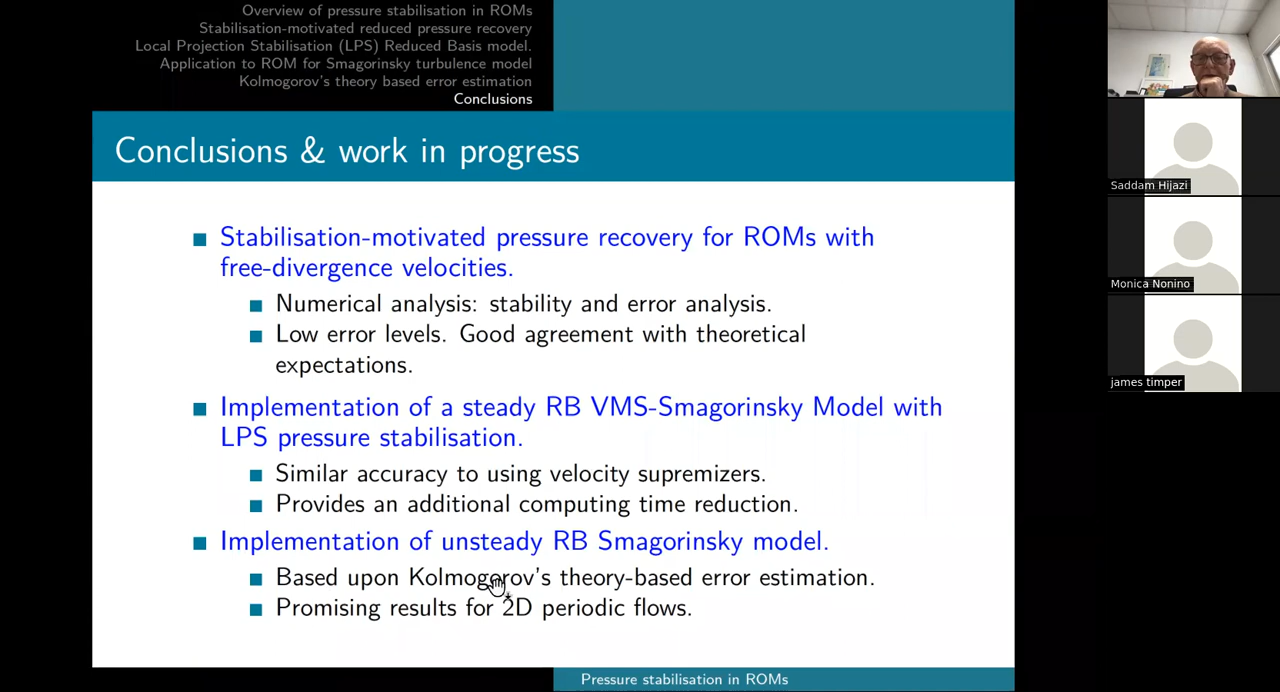 Overview of pressure stabilisation in ROMs
Stabilisation-motivated reduced pressure recovery
Local Projection Stabilisation (LPS) Reduced Basis model.
Application to ROM for Smagorinsky turbulence model
Kolmogorov's theory based error estimation
Conclusions
Conclusions & work in progress
Stabilisation-motivated pressure recovery for ROMs with
free-divergence velocities.
Numerical analysis: stability and error analysis.
Low error levels. Good agreement with theoretical
expectations.
Implementation of a steady RB VMS-Smagorinsky Model with
LPS pressure stabilisation.
Similar accuracy to using velocity supremizers.
Provides an additional computing time reduction.
Implementation of unsteady RB Smagorinsky model.
Based upon Kolmogorov's theory-based error estimation.
Promising results for 2D periodic flows.
Pressure stabilisation in ROMs
Saddam Hijazi
Monica Nonino
james timper